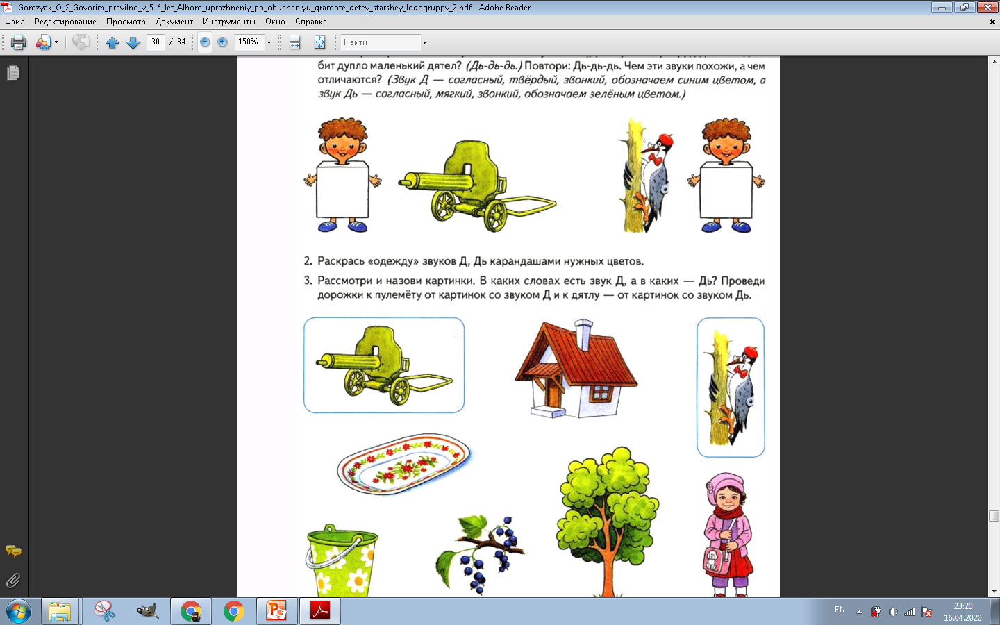 Gomzyak_O_S_Govorim_pravilno_v_5-6_let_Albom_uprazhneniy_po_obucheniyu_gramote_detey_starshey_logogruppy_2.pdf - Adobe Reader
Файл Редактирование Просмотр Документ Инструменты Окно Справка
30 / 34 150% Найти
бит дупло маленький дятел? (Дь-дь-дь.) Повтори: Дь-дь-дь. Чем эти звуки похожи, а чем
отличаются? (Звук Д — согласный, твёрдый, звонкий, обозначаем синим цветом, а
звук Дь — согласный, мягкий, звонкий, обозначаем зелёным цветом.)
2. Раскрась «одежду» звуков Д, Дь карандашами нужных цветов.
3. Рассмотри и назови картинки. В каких словах есть звук Д, а в каких — Дь? Проведи
дорожки к пулемёту от картинок со звуком Д и к дятлу — от картинок со звуком Дь.
EN
23:20
16.04.2020